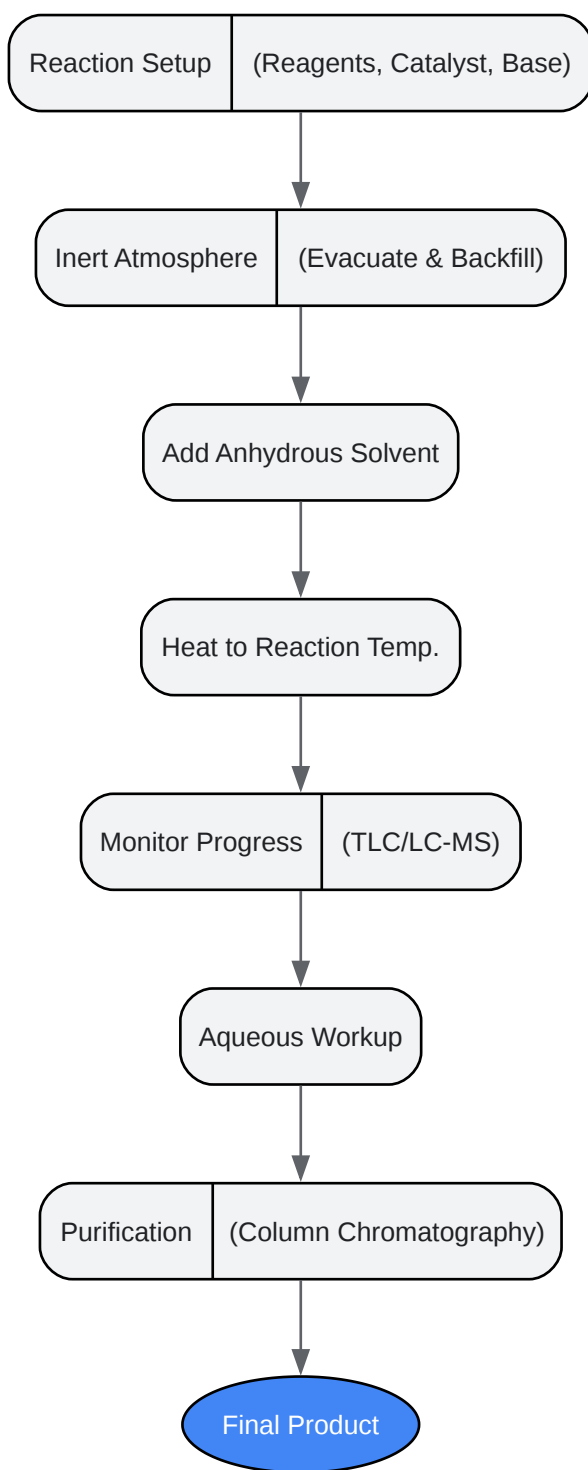 Reaction Setup (Reagents, Catalyst, Base)
Inert Atmosphere (Evacuate & Backfill)
Add Anhydrous Solvent
Heat to Reaction Temp.
Monitor Progress (TLC/LC-MS)
Aqueous Workup
Purification (Column Chromatography)
Final Product